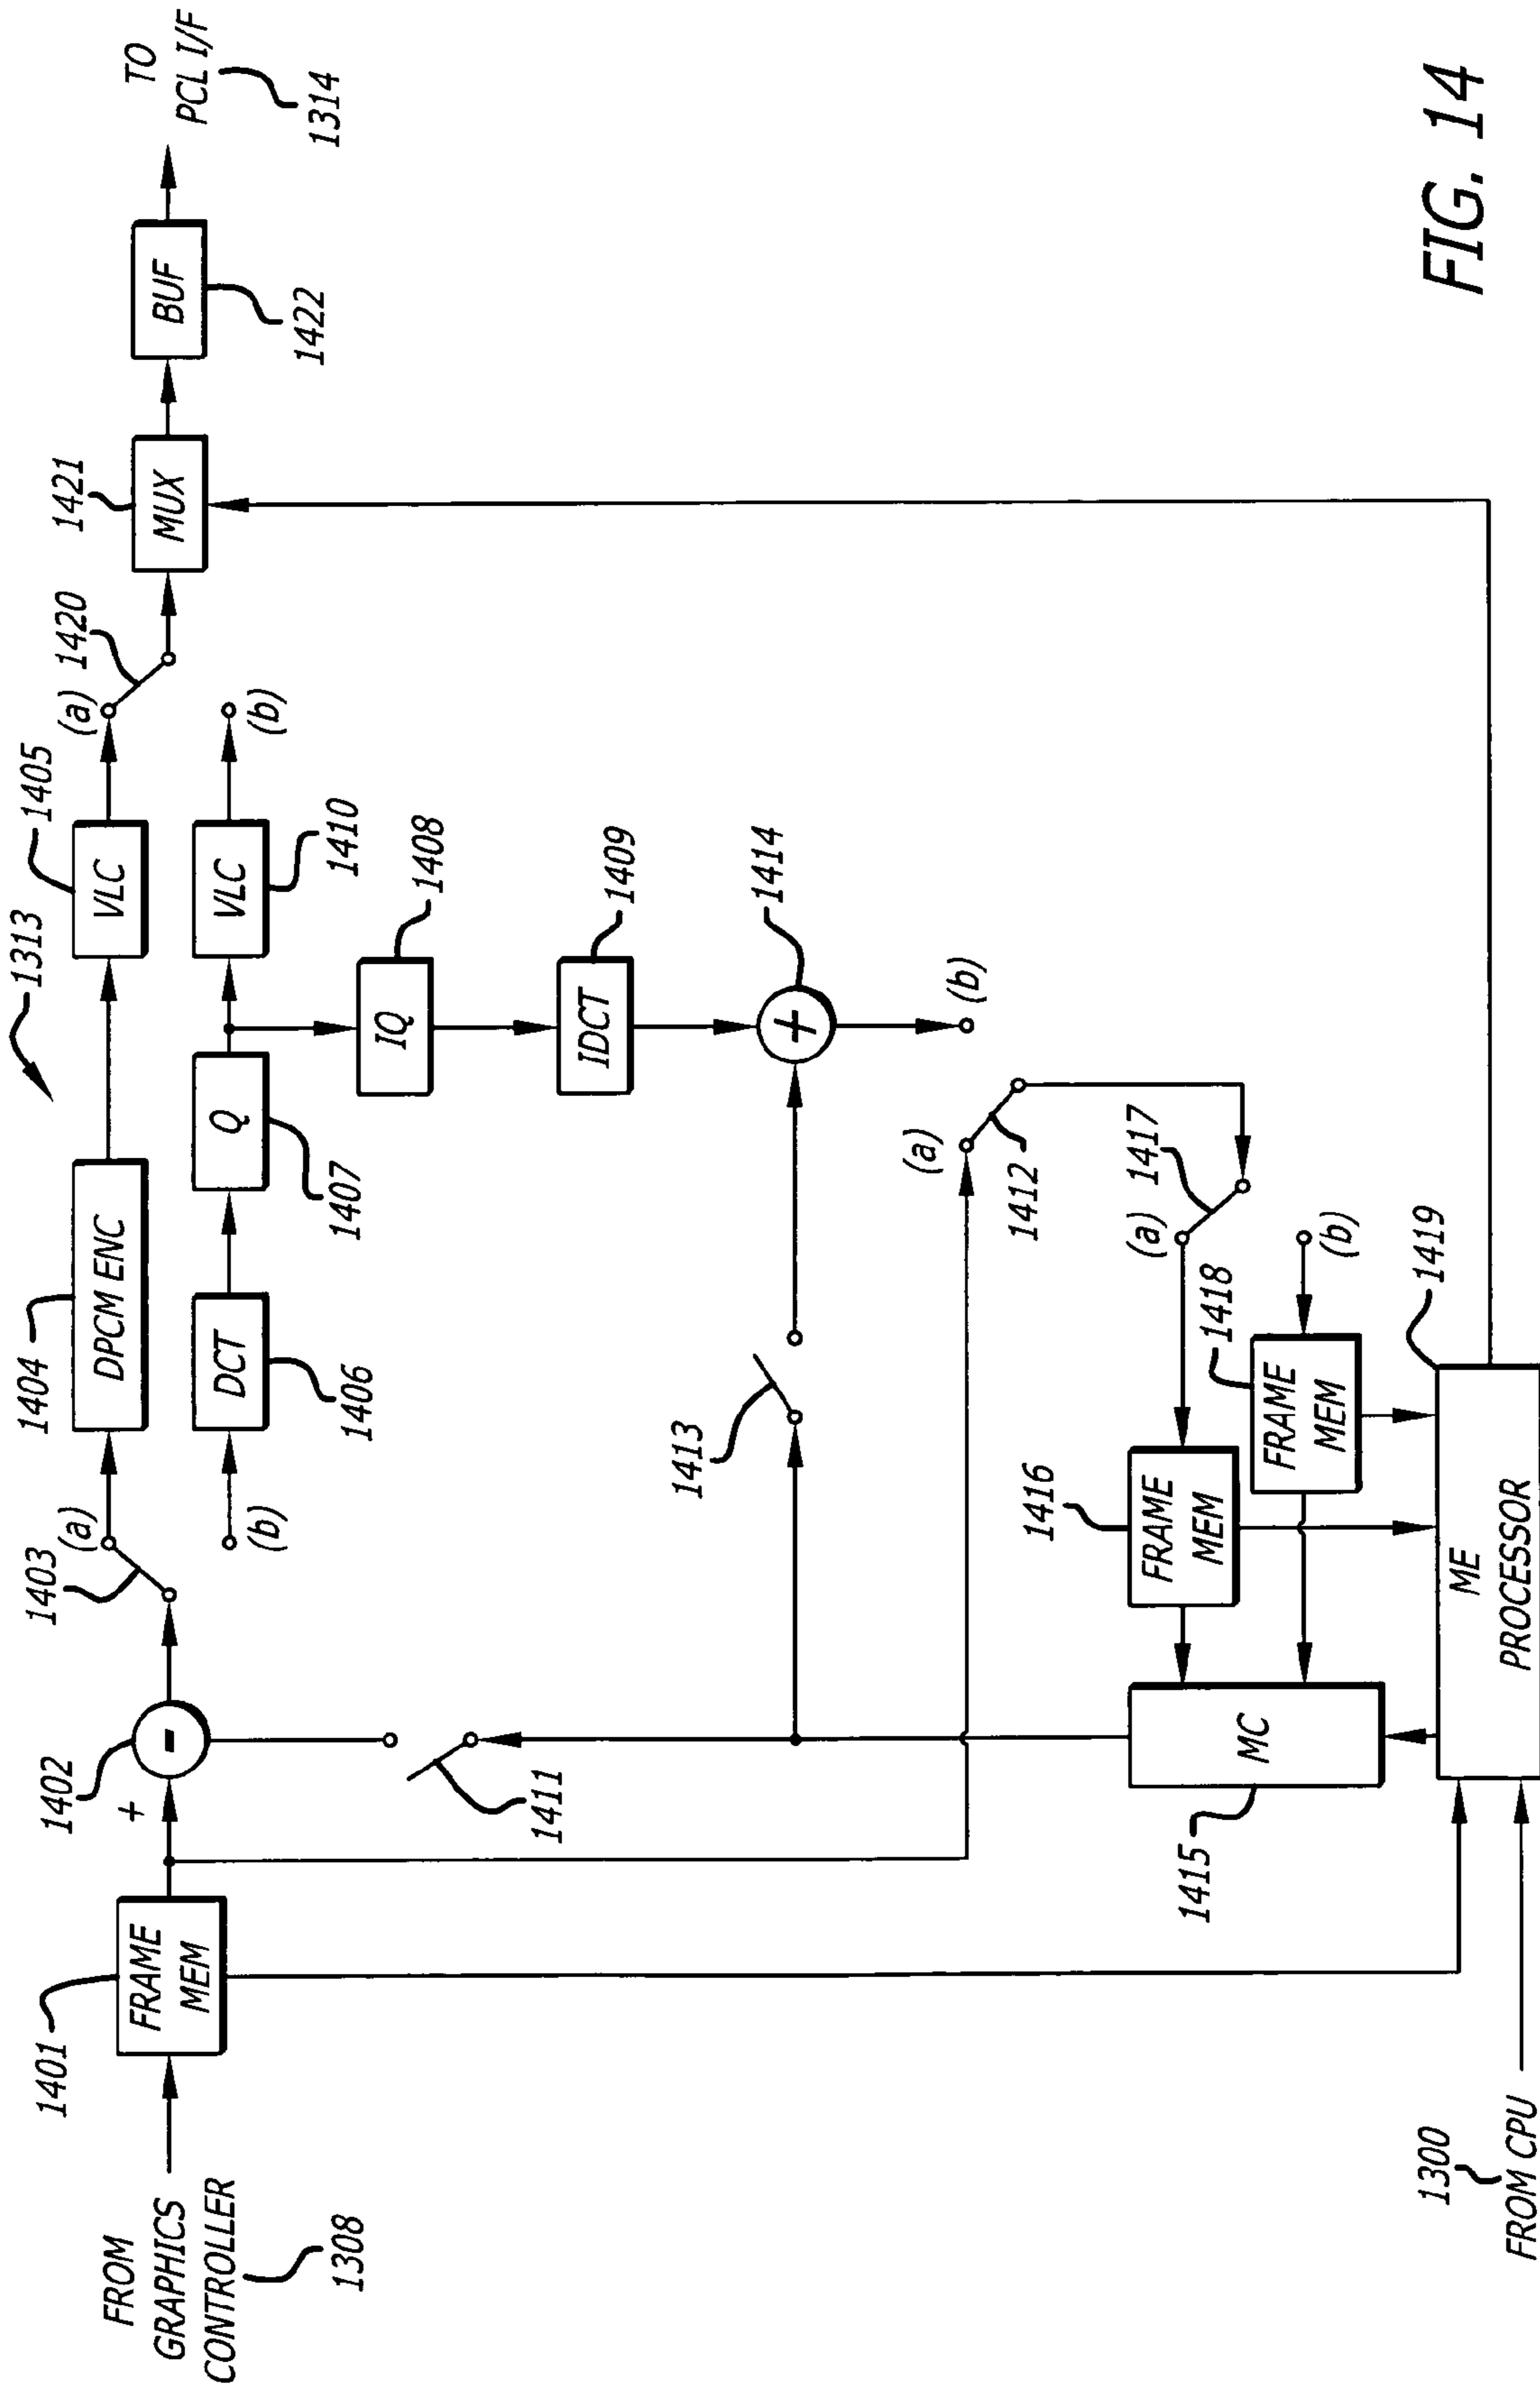 1313
TO
PCL I/F
1314
1401
FRAME
MEM
FROM
GRAPHICS
CONTROLLER
1308
1402
+
-
1403
(a)
(b)
1404
DPCM ENC
DCT
1406
Q
1407
1405
VLC
VLC
1410
(a)
1420
(b)
1421
MUX
BUF
1422
IQ
1408
IDCT
1409
+
1414
(b)
1411
1413
(a)
1412
(a)
1417
(b)
1416
FRAME
MEM
1418
FRAME
MEM
MC
1415
1419
ME
PROCESSOR
1300
FROM CPU
FIG. 14